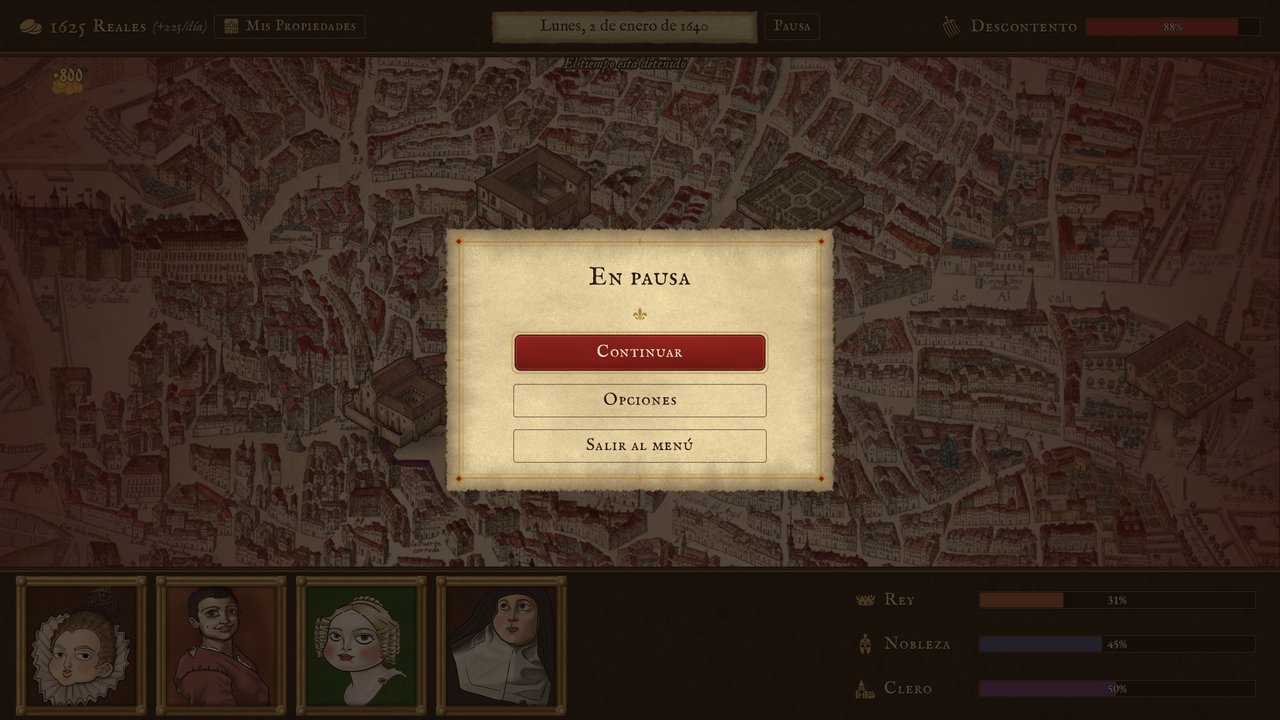 1625 Reales (+225/día)
Mis Propiedades
Lunes, 2 de enero de 1640
Pausa
Descontento
88%
El tiempo está detenido
+800
En pausa
Continuar
Opciones
Salir al menú
Calle de Alcala
Rey
31%
Nobleza
45%
Clero
50%